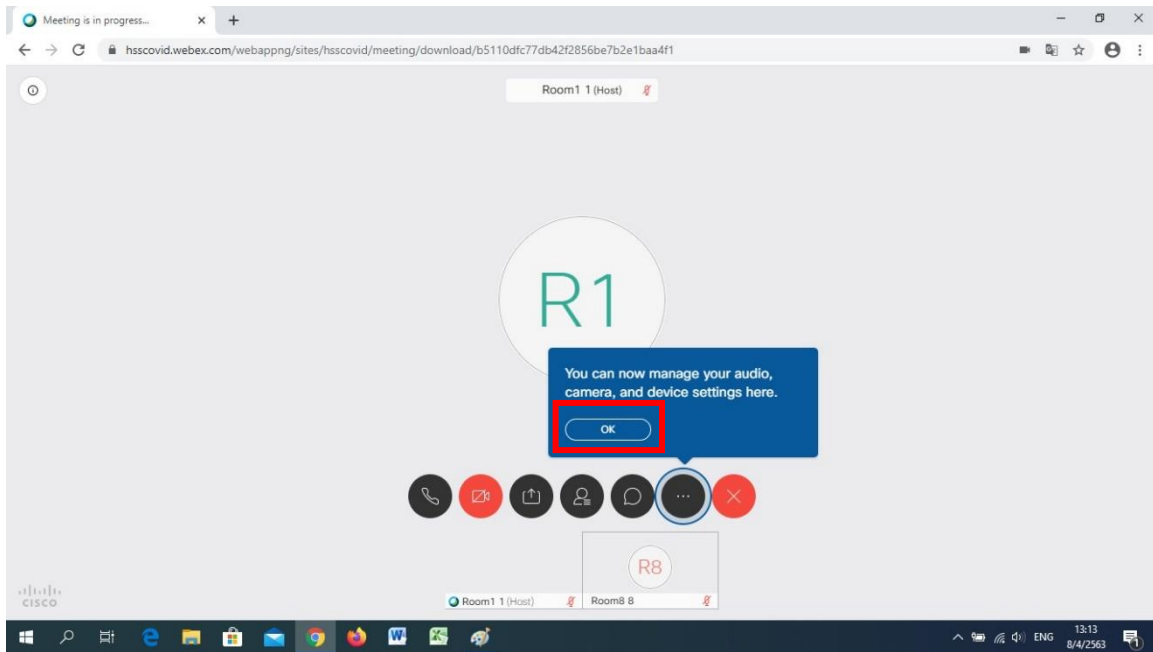 Meeting is in progress...
hsscovid.webex.com/webappng/sites/hsscovid/meeting/download/b5110dfc77db42f2856be7b2e1baa4f1
Room1 1 (Host)
R1
You can now manage your audio,
camera, and device settings here.
OK
R8
Room1 1 (Host)
Room8 8
CISCO
ENG
13:13
8/4/2563
1